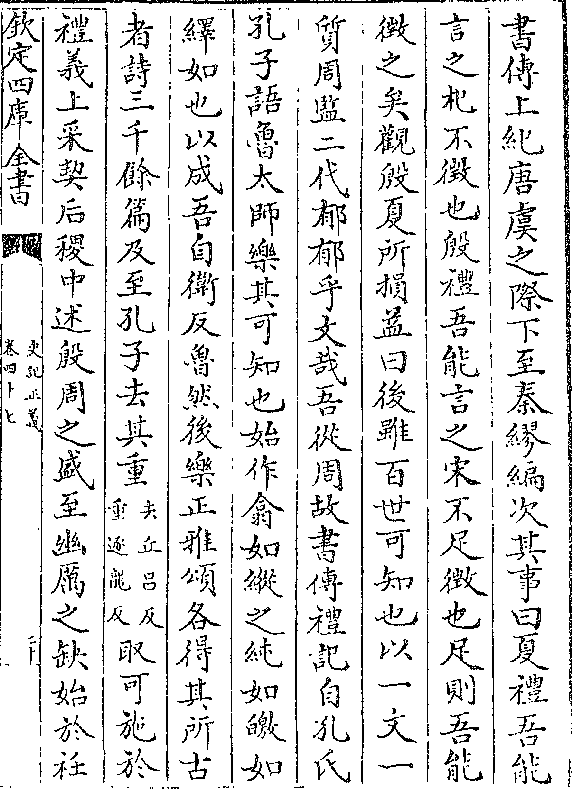 書傳上紀唐虞之際下至秦繆編次其事曰夏禮吾能
言之杞不徵也殷禮吾能言之宋不足徵也足則吾能
徵之矣觀殷夏所損益曰後雖百世可知也以一文一
質周監二代郁郁乎文哉吾從周故書傳禮記自孔氏
孔子語魯太師樂其可知也始作翕如縱之純如皦如
繹如也以成吾自衛反魯然後樂正雅頌各得其所古
者詩三千餘篇及至孔子去其重去丘呂反重逐龍反取可施於
禮義上采契后稷中述殷周之盛至幽厲之缺始於衽
欽定四庫全書
史記正義
卷四十七
二十